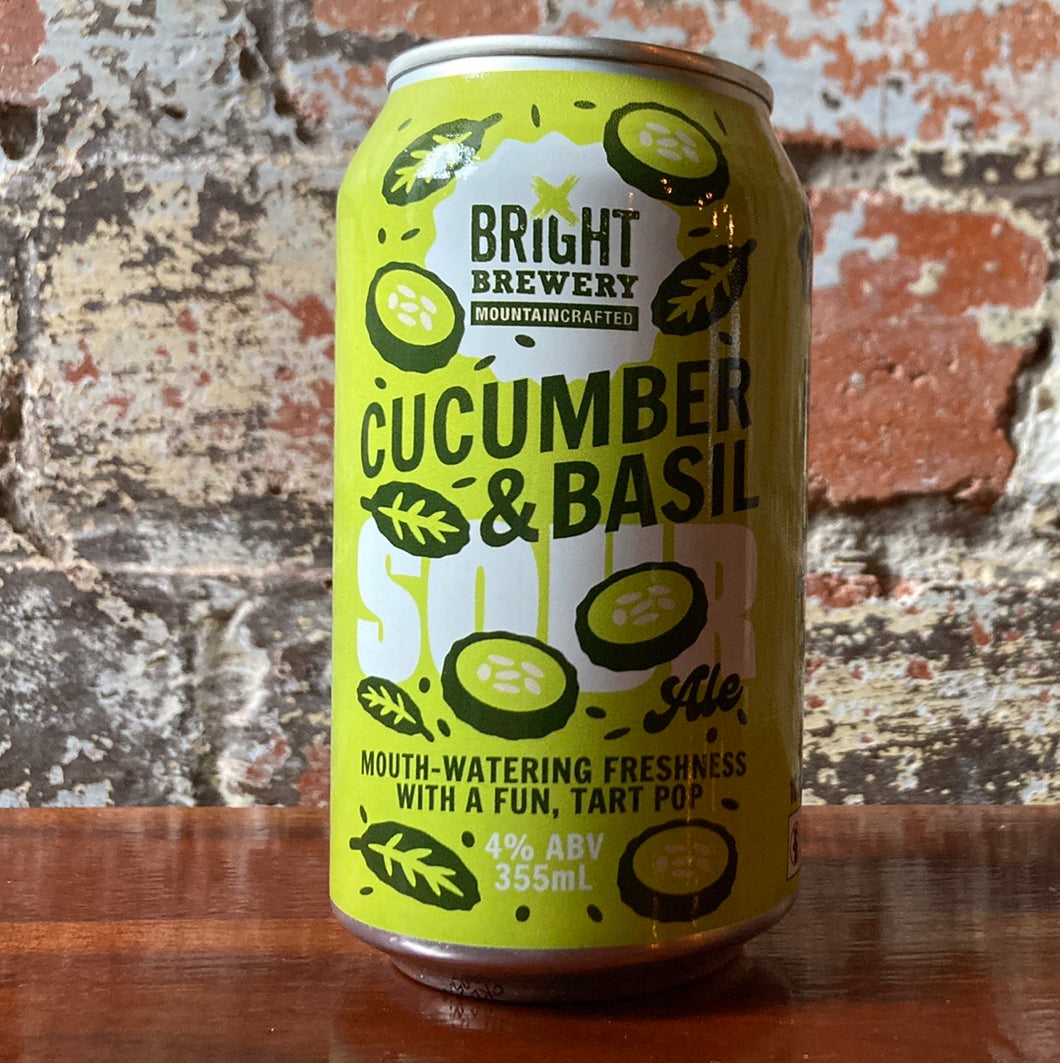 BRIGHT
BREWERY
MOUNTAINCRAFTED
CUCUMBER
& BASIL
SOUR
Ale
MOUTH-WATERING FRESHNESS
WITH A FUN, TART POP
4% ABV
355mL